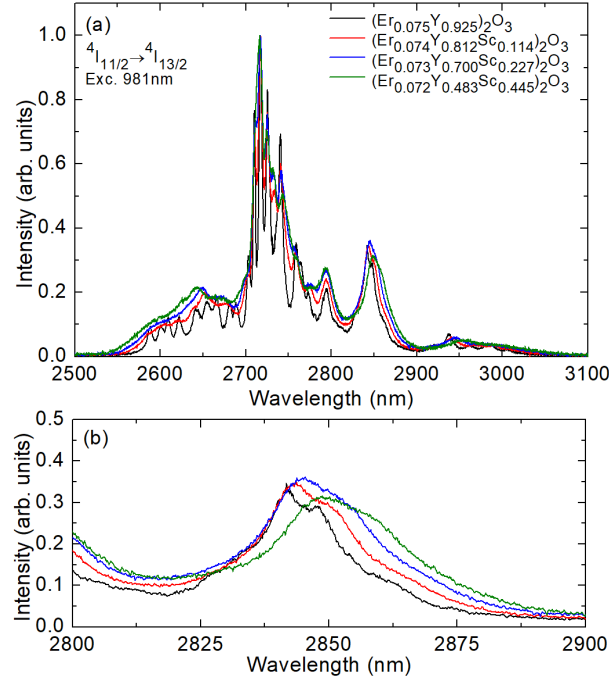 (a)
⁴I₁₁/₂→⁴I₁₃/₂
Exc. 981nm
(Er₀.₀₇₅Y₀.₉₂₅)₂O₃
(Er₀.₀₇₄Y₀.₈₁₂Sc₀.₁₁₄)₂O₃
(Er₀.₀₇₃Y₀.₇₀₀Sc₀.₂₂₇)₂O₃
(Er₀.₀₇₂Y₀.₄₈₃Sc₀.₄₄₅)₂O₃
Intensity (arb. units)
1.0
0.8
0.6
0.4
0.2
0.0
2500 2600 2700 2800 2900 3000 3100
Wavelength (nm)
(b)
Intensity (arb. units)
0.5
0.4
0.3
0.2
0.1
0.0
2800 2825 2850 2875 2900
Wavelength (nm)